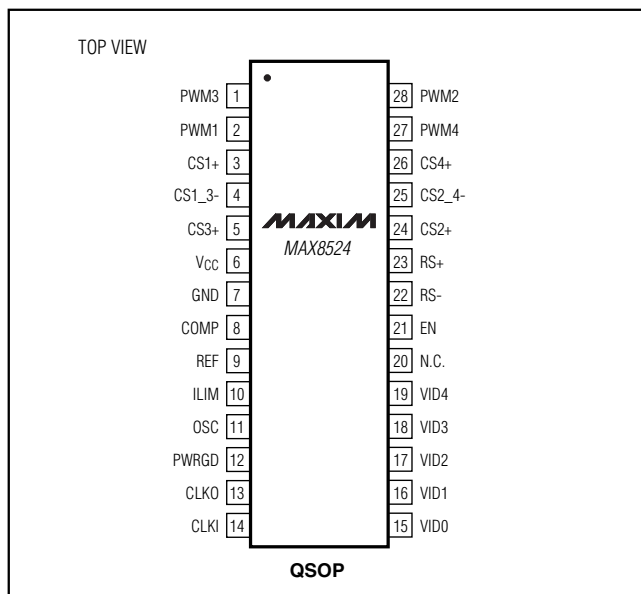 TOP VIEW
PWM3 1 28 PWM2
PWM1 2 27 PWM4
CS1+ 3 26 CS4+
CS1_3- 4 25 CS2_4-
CS3+ 5 24 CS2+
MAXIM
MAX8524
VCC 6 23 RS+
GND 7 22 RS-
COMP 8 21 EN
REF 9 20 N.C.
ILIM 10 19 VID4
OSC 11 18 VID3
PWRGD 12 17 VID2
CLKO 13 16 VID1
CLKI 14 15 VID0
QSOP